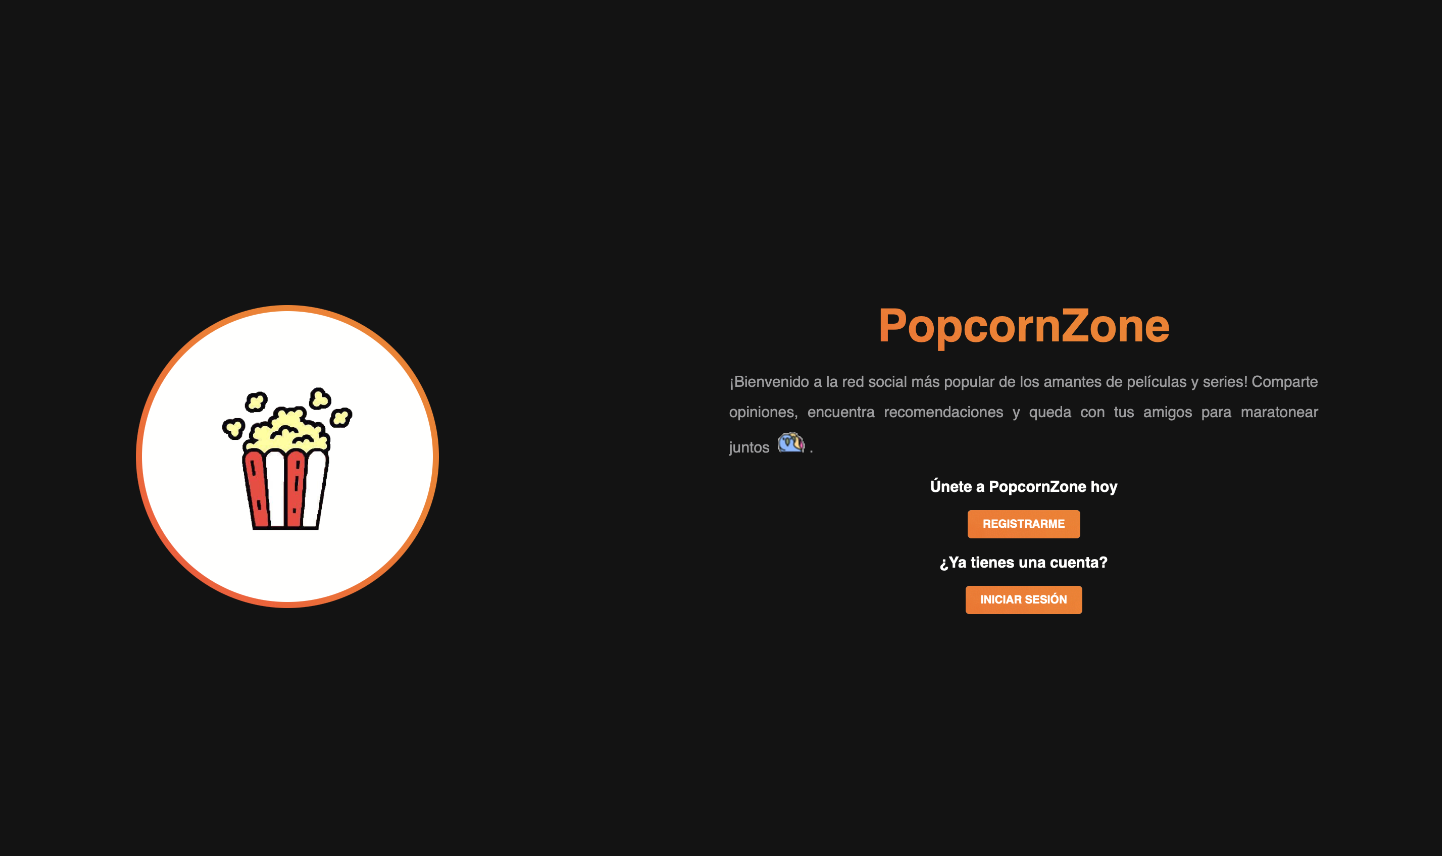 PopcornZone
¡Bienvenido a la red social más popular de los amantes de películas y series! Comparte
opiniones, encuentra recomendaciones y queda con tus amigos para maratonear
juntos .
Únete a PopcornZone hoy
REGISTRARME
¿Ya tienes una cuenta?
INICIAR SESIÓN